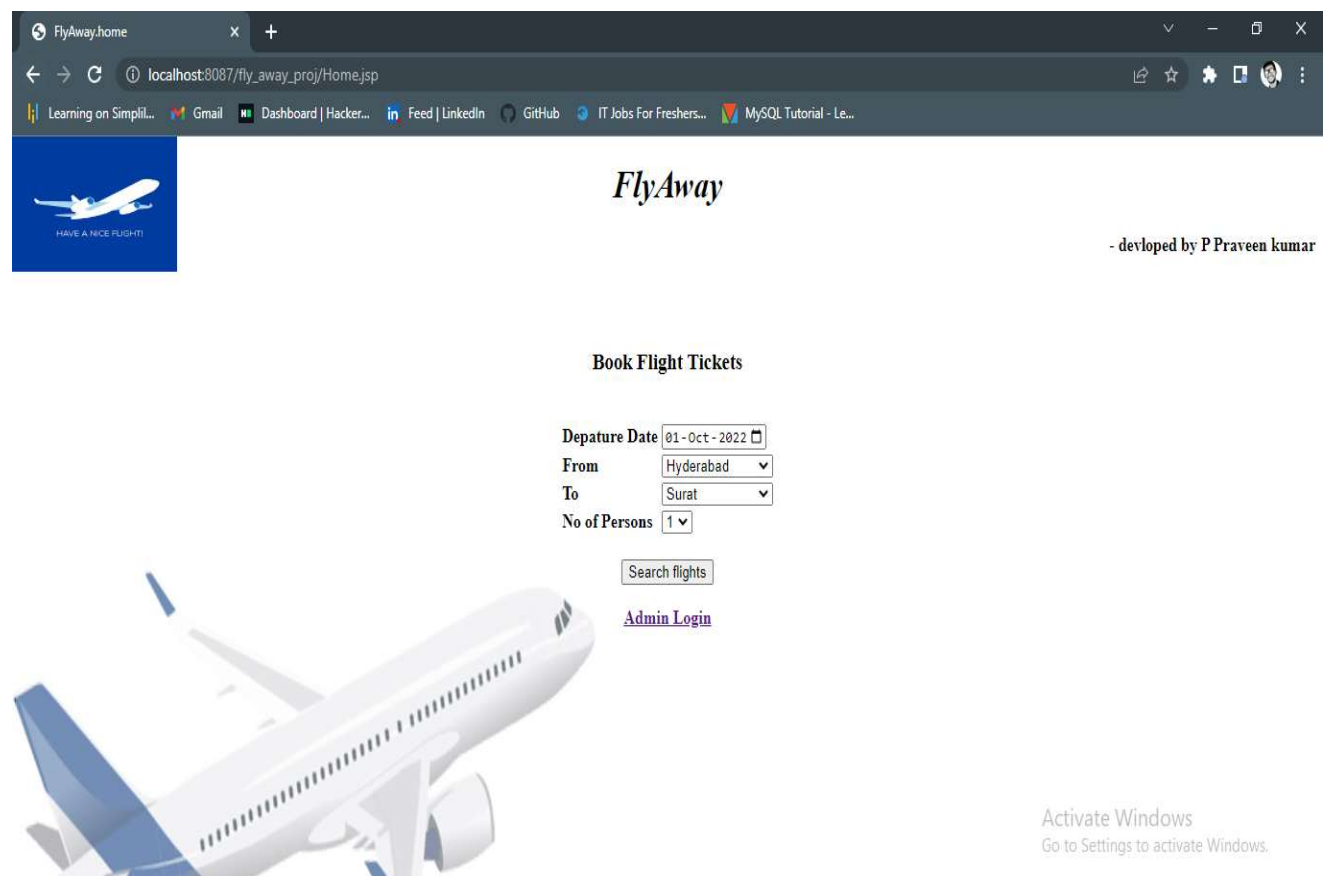 FlyAway.home
localhost:8087/fly_away_proj/Home.jsp
Learning on Simplil... Gmail Dashboard | Hacker... Feed | LinkedIn GitHub IT Jobs For Freshers... MySQL Tutorial - Le...
HAVE A NICE FLIGHT!
FlyAway
- devloped by P Praveen kumar
Book Flight Tickets
Depature Date 01-Oct-2022
From Hyderabad
To Surat
No of Persons 1
Search flights
Admin Login
Activate Windows
Go to Settings to activate Windows.